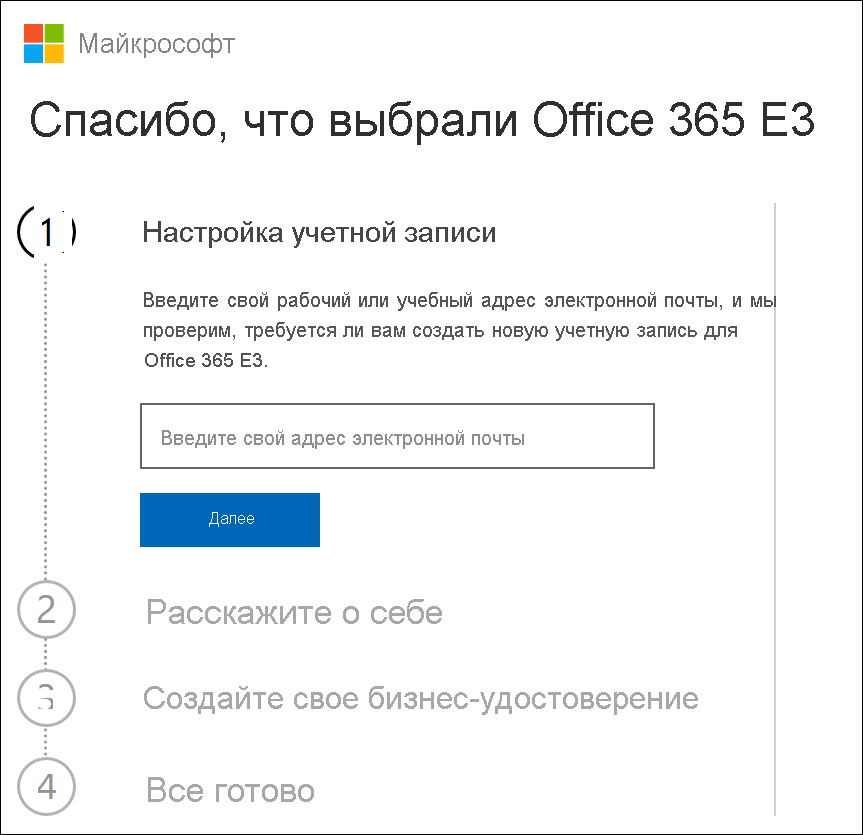 Майкрософт
Спасибо, что выбрали Office 365 E3
1
Настройка учетной записи
Введите свой рабочий или учебный адрес электронной почты, и мы
проверим, требуется ли вам создать новую учетную запись для
Office 365 E3.
Введите свой адрес электронной почты
Далее
2
Расскажите о себе
3
Создайте свое бизнес-удостоверение
4
Все готово